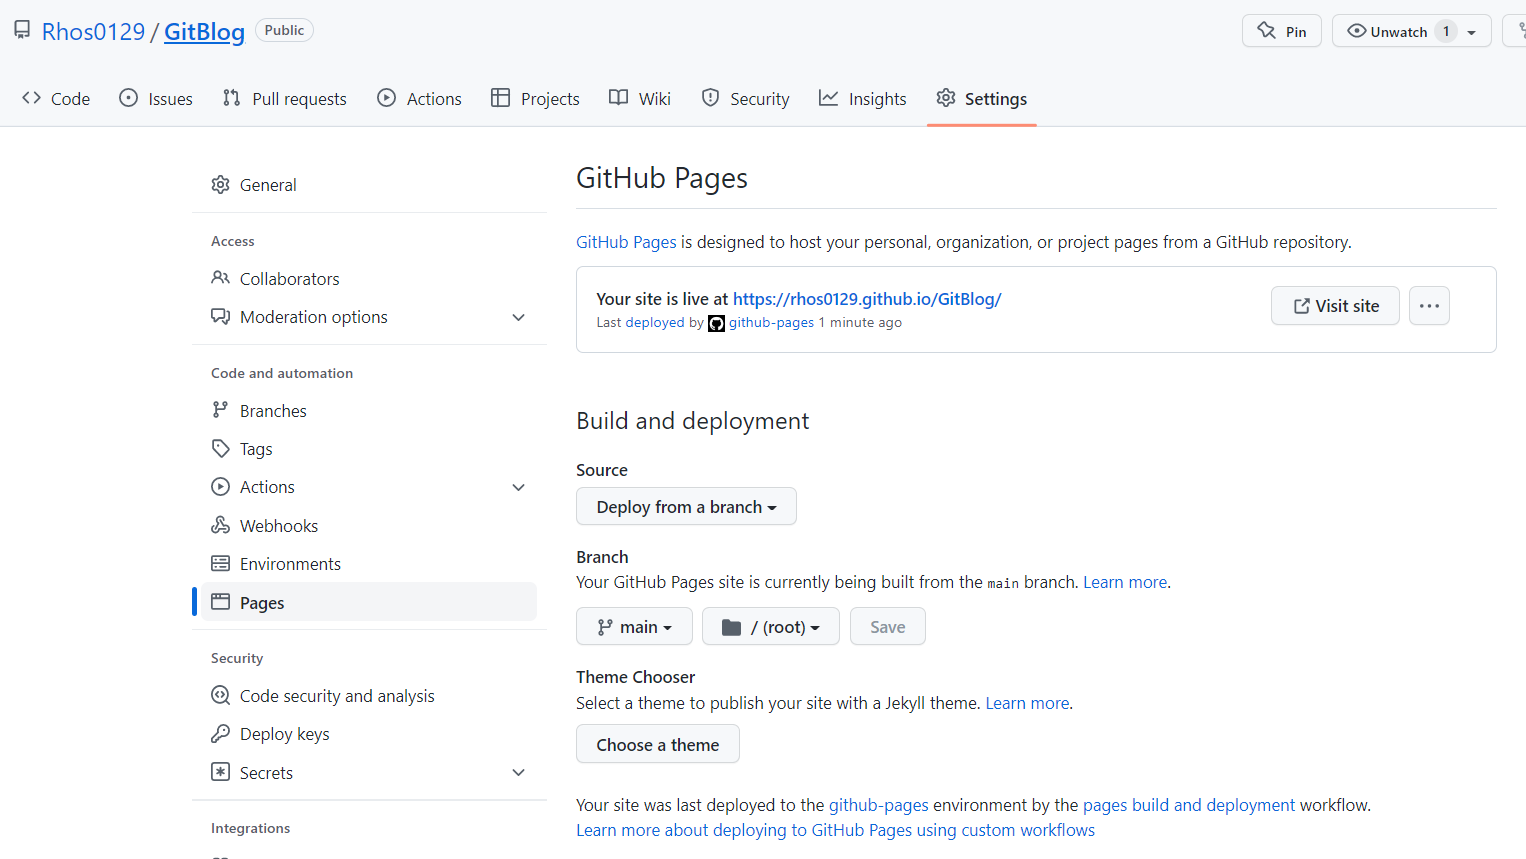 Rhos0129 / GitBlog Public
Pin
Unwatch 1
Code
Issues
Pull requests
Actions
Projects
Wiki
Security
Insights
Settings
General
Access
Collaborators
Moderation options
Code and automation
Branches
Tags
Actions
Webhooks
Environments
Pages
Security
Code security and analysis
Deploy keys
Secrets
Integrations
GitHub Pages
GitHub Pages is designed to host your personal, organization, or project pages from a GitHub repository.
Your site is live at https://rhos0129.github.io/GitBlog/
Last deployed by github-pages 1 minute ago
Visit site
Build and deployment
Source
Deploy from a branch
Branch
Your GitHub Pages site is currently being built from the main branch. Learn more.
main
/ (root)
Save
Theme Chooser
Select a theme to publish your site with a Jekyll theme. Learn more.
Choose a theme
Your site was last deployed to the github-pages environment by the pages build and deployment workflow.
Learn more about deploying to GitHub Pages using custom workflows